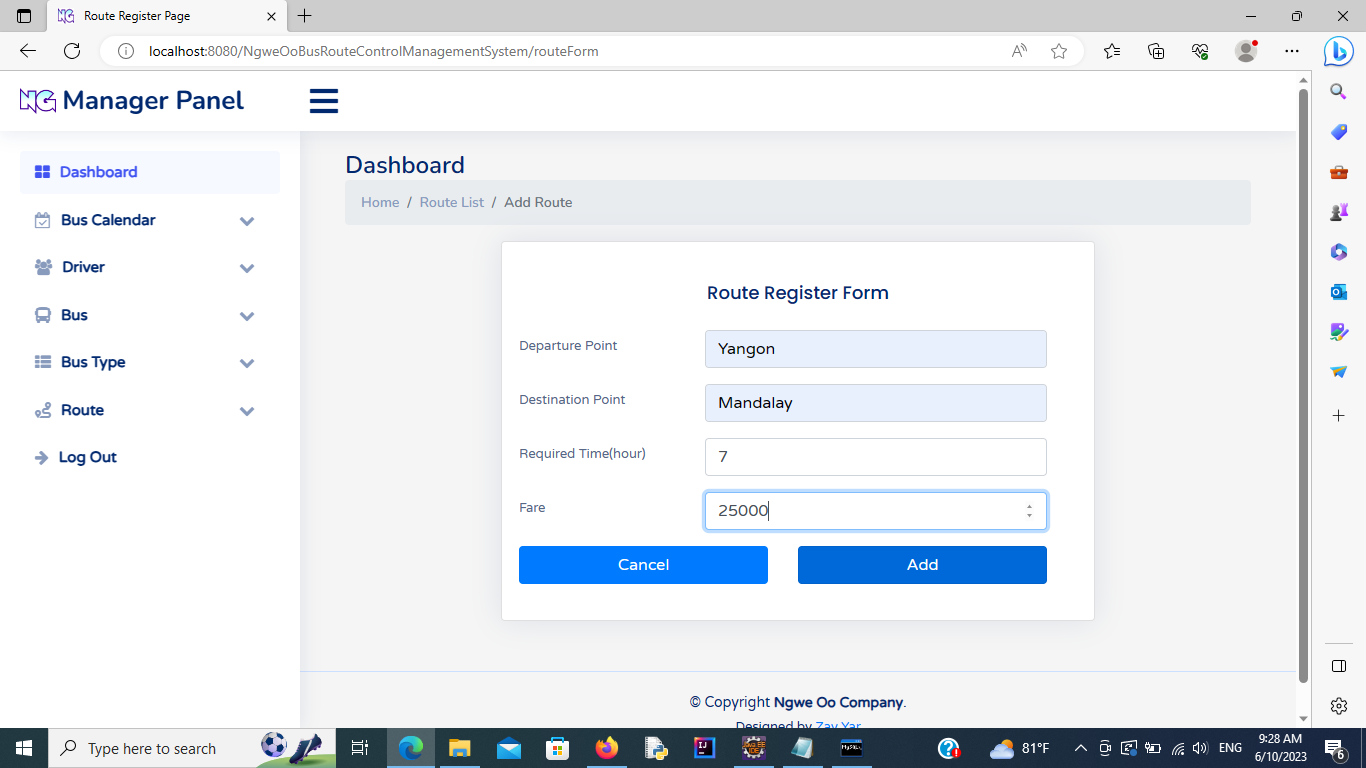 Route Register Page
localhost:8080/NgweOoBusRouteControlManagementSystem/routeForm
NG Manager Panel
Dashboard
Bus Calendar
Driver
Bus
Bus Type
Route
Log Out
Dashboard
Home / Route List / Add Route
Route Register Form
Departure Point Yangon
Destination Point Mandalay
Required Time(hour) 7
Fare 25000
Cancel Add
© Copyright Ngwe Oo Company.
Designed by Zay Yar
Type here to search
81°F
ENG
9:28 AM
6/10/2023
6